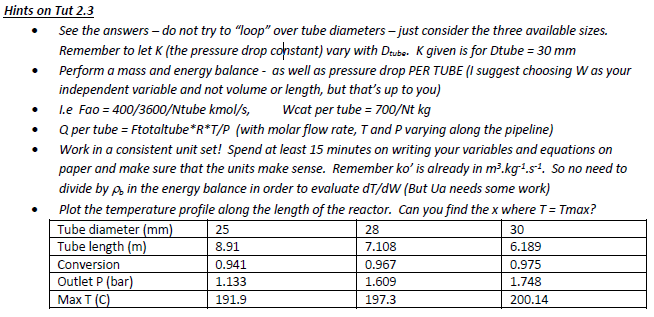 Hints on Tut 2.3
• See the answers – do not try to “loop” over tube diameters – just consider the three available sizes.
Remember to let K (the pressure drop constant) vary with Dtube. K given is for Dtube = 30 mm
• Perform a mass and energy balance - as well as pressure drop PER TUBE (I suggest choosing W as your
independent variable and not volume or length, but that’s up to you)
• I.e Fao = 400/3600/Ntube kmol/s, Wcat per tube = 700/Nt kg
• Q per tube = Ftotaltube*R*T/P (with molar flow rate, T and P varying along the pipeline)
• Work in a consistent unit set! Spend at least 15 minutes on writing your variables and equations on
paper and make sure that the units make sense. Remember ko’ is already in m³.kg⁻¹.s⁻¹. So no need to
divide by ρb in the energy balance in order to evaluate dT/dW (But Ua needs some work)
• Plot the temperature profile along the length of the reactor. Can you find the x where T = Tmax?
Tube diameter (mm) 25 28 30
Tube length (m) 8.91 7.108 6.189
Conversion 0.941 0.967 0.975
Outlet P (bar) 1.133 1.609 1.748
Max T (C) 191.9 197.3 200.14